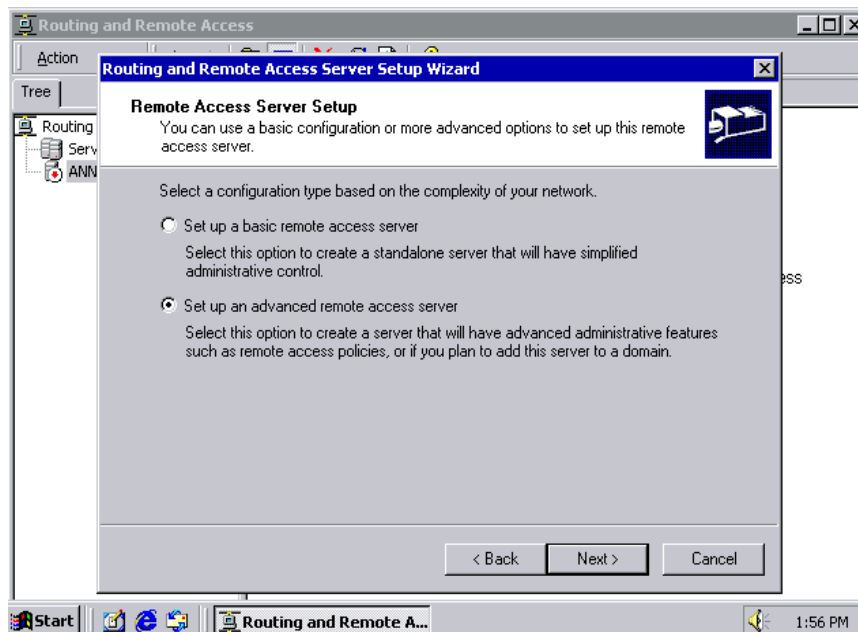 Routing and Remote Access
Action
Tree
Routing
Serv
ANN
Routing and Remote Access Server Setup Wizard
Remote Access Server Setup
You can use a basic configuration or more advanced options to set up this remote
access server.
Select a configuration type based on the complexity of your network.
Set up a basic remote access server
Select this option to create a standalone server that will have simplified
administrative control.
ess
Set up an advanced remote access server
Select this option to create a server that will have advanced administrative features
such as remote access policies, or if you plan to add this server to a domain.
< Back
Next >
Cancel
Start
Routing and Remote A...
1:56 PM